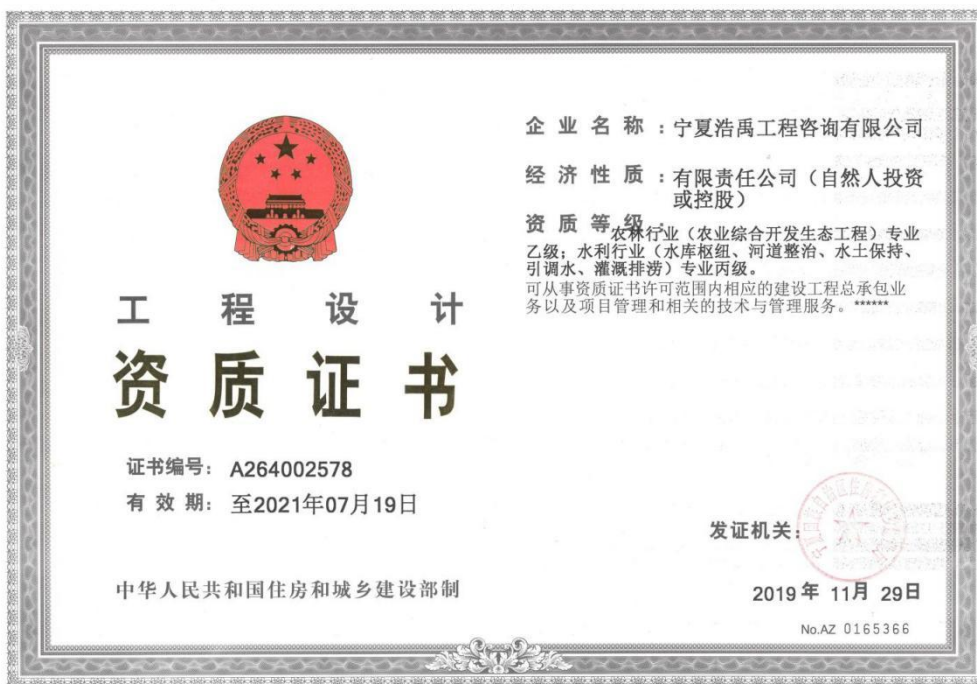 工程设计
资质证书
证书编号：A264002578
有效期：至2021年07月19日
中华人民共和国住房和城乡建设部制
企业名称：宁夏浩禹工程咨询有限公司
经济性质：有限责任公司（自然人投资
或控股）
资质等级：
农林行业（农业综合开发生态工程）专业
乙级；水利行业（水库枢纽、河道整治、水土保持、
引调水、灌溉排涝）专业丙级。
可从事资质证书许可范围内相应的建设工程总承包业
务以及项目管理和相关的技术与管理服务。******
发证机关：
2019年 11月 29日
No.AZ 0165366